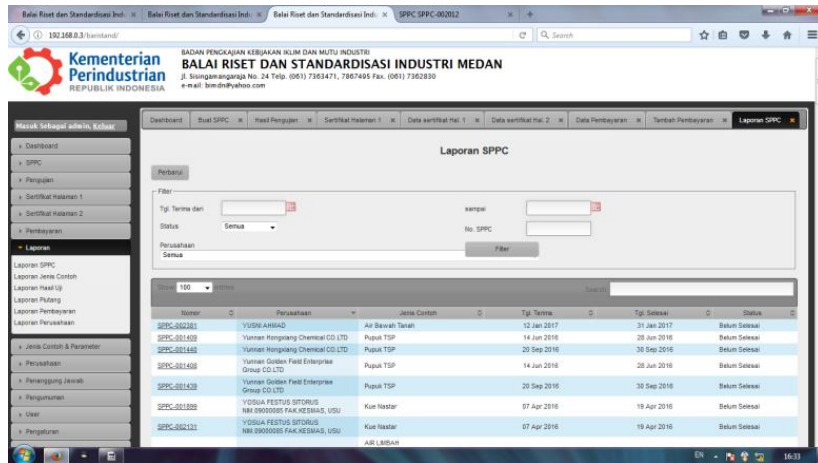 Balai Riset dan Standardisasi Indu
Balai Riset dan Standardisasi Indu
Balai Riset dan Standardisasi Indu
SPPC SPPC-002012
192.168.0.3/baristand/
Search
Kementerian
Perindustrian
REPUBLIK INDONESIA
BADAN PENGKAJIAN KEBIJAKAN IKLIM DAN MUTU INDUSTRI
BALAI RISET DAN STANDARDISASI INDUSTRI MEDAN
Jl. Sisingamangaraja No. 24 Telp. (061) 7363471, 7867495 Fax. (061) 7362830
e-mail: bimdn@yahoo.com
Masuk Sebagai admin, Keluar
Dashboard
Buat SPPC
Hasil Pengujian
Sertifikat Halaman 1
Data sertifikat Hal. 1
Data sertifikat Hal. 2
Data Pembayaran
Tambah Pembayaran
Laporan SPPC
Dashboard
SPPC
Pengujian
Sertifikat Halaman 1
Sertifikat Halaman 2
Pembayaran
Laporan
Laporan SPPC
Laporan Jenis Contoh
Laporan Hasil Uji
Laporan Piutang
Laporan Pembayaran
Laporan Perusahaan
Jenis Contoh & Parameter
Perusahaan
Penanggung Jawab
Pengumuman
User
Pengaturan
Laporan SPPC
Perbarui
Filter
Tgl. Terima dari
sampai
Status
Semua
No. SPPC
Perusahaan
Semua
Filter
Show 100 entries
Search:
Nomor Perusahaan Jenis Contoh Tgl. Terima Tgl. Selesai Status
SPPC-002381 YUSNI AHMAD Air Bawah Tanah 12 Jan 2017 31 Jan 2017 Belum Selesai
SPPC-001409 Yunnan Hongxiang Chemical CO.LTD Pupuk TSP 14 Jun 2016 28 Jun 2016 Belum Selesai
SPPC-001440 Yunnan Hongxiang Chemical CO.LTD Pupuk TSP 20 Sep 2016 30 Sep 2016 Belum Selesai
SPPC-001408 Yunnan Golden Field Enterprise Group CO.LTD Pupuk TSP 14 Jun 2016 28 Jun 2016 Belum Selesai
SPPC-001439 Yunnan Golden Field Enterprise Group CO.LTD Pupuk TSP 20 Sep 2016 30 Sep 2016 Belum Selesai
SPPC-001899 YOSUA FESTUS SITORUS NIM.09000085 FAK.KESMAS, USU Kue Nastar 07 Apr 2016 19 Apr 2016 Belum Selesai
SPPC-002131 YOSUA FESTUS SITORUS NIM.09000085 FAK.KESMAS, USU Kue Nastar 07 Apr 2016 19 Apr 2016 Belum Selesai
AIR LIMBAH
EN
16:33